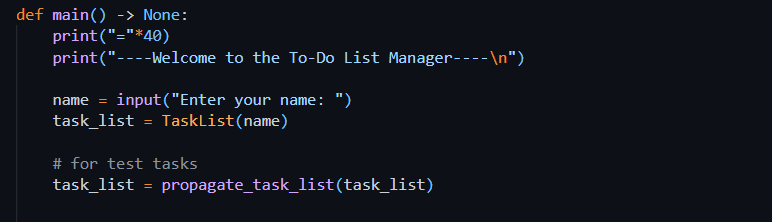 def main() -> None:
    print("="*40)
    print("----Welcome to the To-Do List Manager----\n")
    name = input("Enter your name: ")
    task_list = TaskList(name)
    # for test tasks
    task_list = propagate_task_list(task_list)